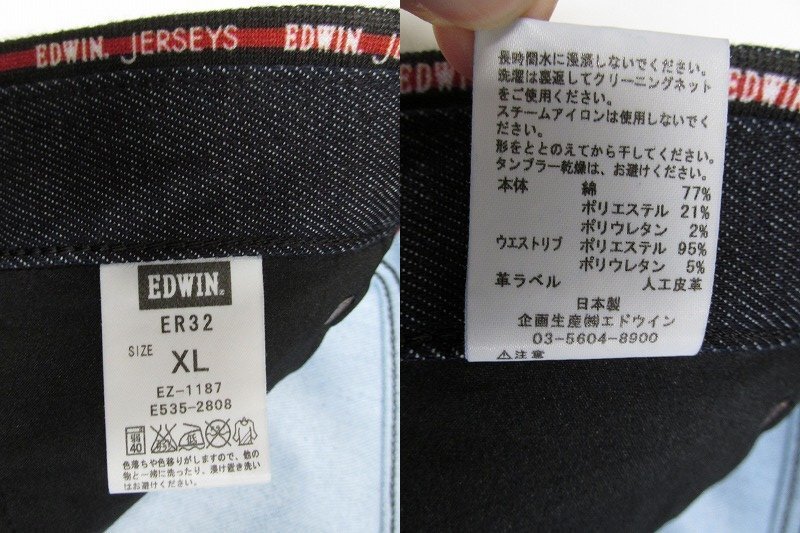 EDWIN. JERSEYS EDWIN.
EDWIN
ER32
SIZE XL
EZ-1187
E535-2808
弱
40
色落ちや色移りがしますので、他の
物と一緒に洗ったり、浸け置き洗い
はお避けください。
EDWIN.
EDWIN
長時間水に浸漬しないでください。
洗濯は裏返してクリーニングネット
をご使用ください。
スチームアイロンは使用しないでく
ださい。
形をととのえてから干してください。
タンブラー乾燥は、お避けください。
本体 綿 77%
ポリエステル 21%
ポリウレタン 2%
ウエストリブ ポリエステル 95%
ポリウレタン 5%
革ラベル 人工皮革
日本製
企画生産㈱エドウイン
03-5604-8900
⚠注意